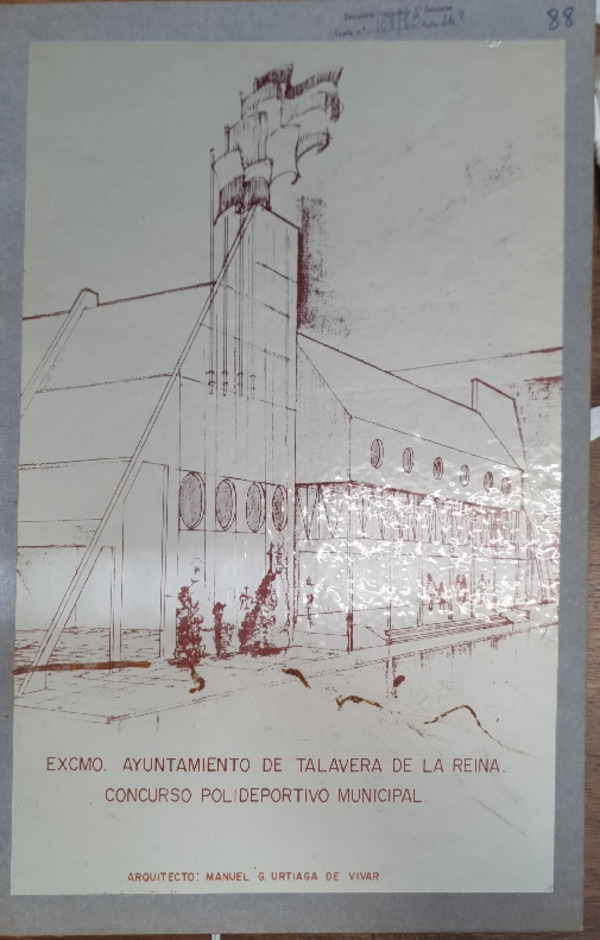 88
EXCMO. AYUNTAMIENTO DE TALAVERA DE LA REINA.
CONCURSO POLIDEPORTIVO MUNICIPAL.
ARQUITECTO: MANUEL G. URTIAGA DE VIVAR.